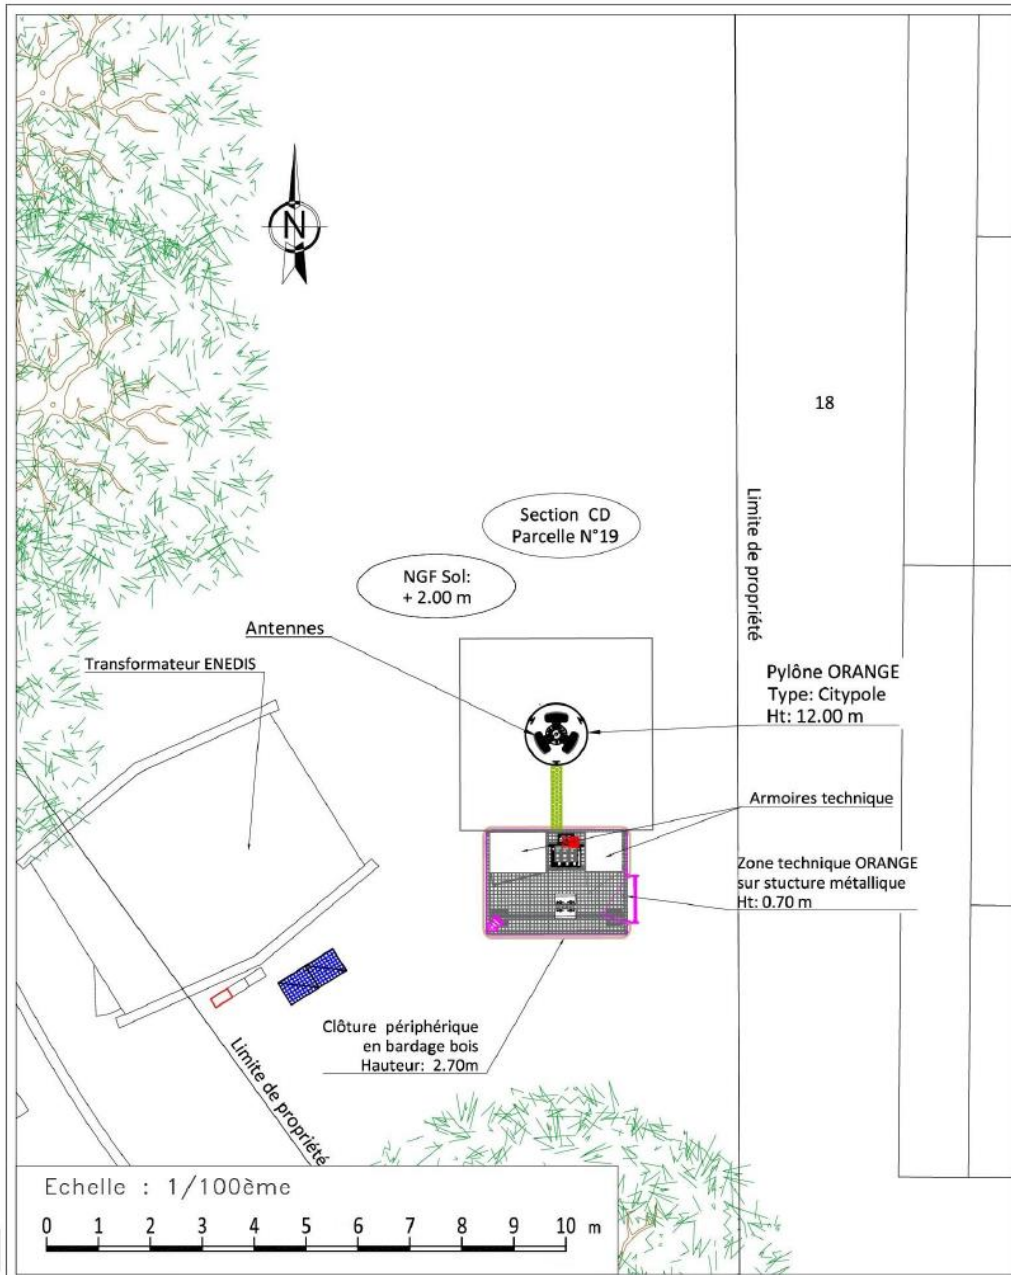 N
18
Section CD
Parcelle N°19
Limite de propriété
NGF Sol:
+ 2.00 m
Antennes
Transformateur ENEDIS
Pylône ORANGE
Type: Citypole
Ht: 12.00 m
Armoires technique
Zone technique ORANGE
sur stucture métallique
Ht: 0.70 m
Clôture périphérique
en bardage bois
Hauteur: 2.70m
Limite de propriété
Echelle : 1/100ème
0 1 2 3 4 5 6 7 8 9 10 m